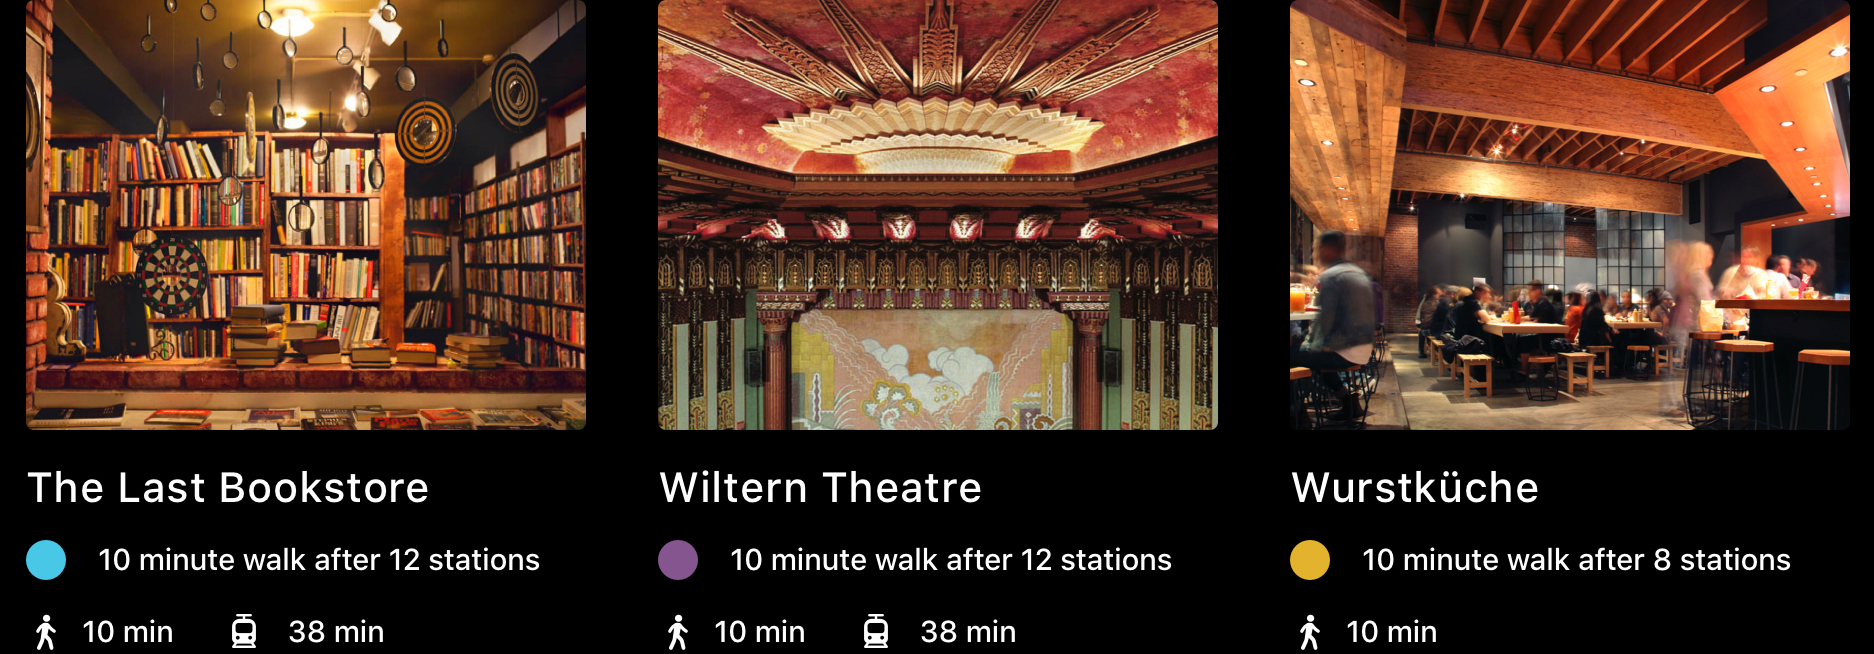 The Last Bookstore
10 minute walk after 12 stations
10 min 38 min
Wiltern Theatre
10 minute walk after 12 stations
10 min 38 min
Wurstküche
10 minute walk after 8 stations
10 min